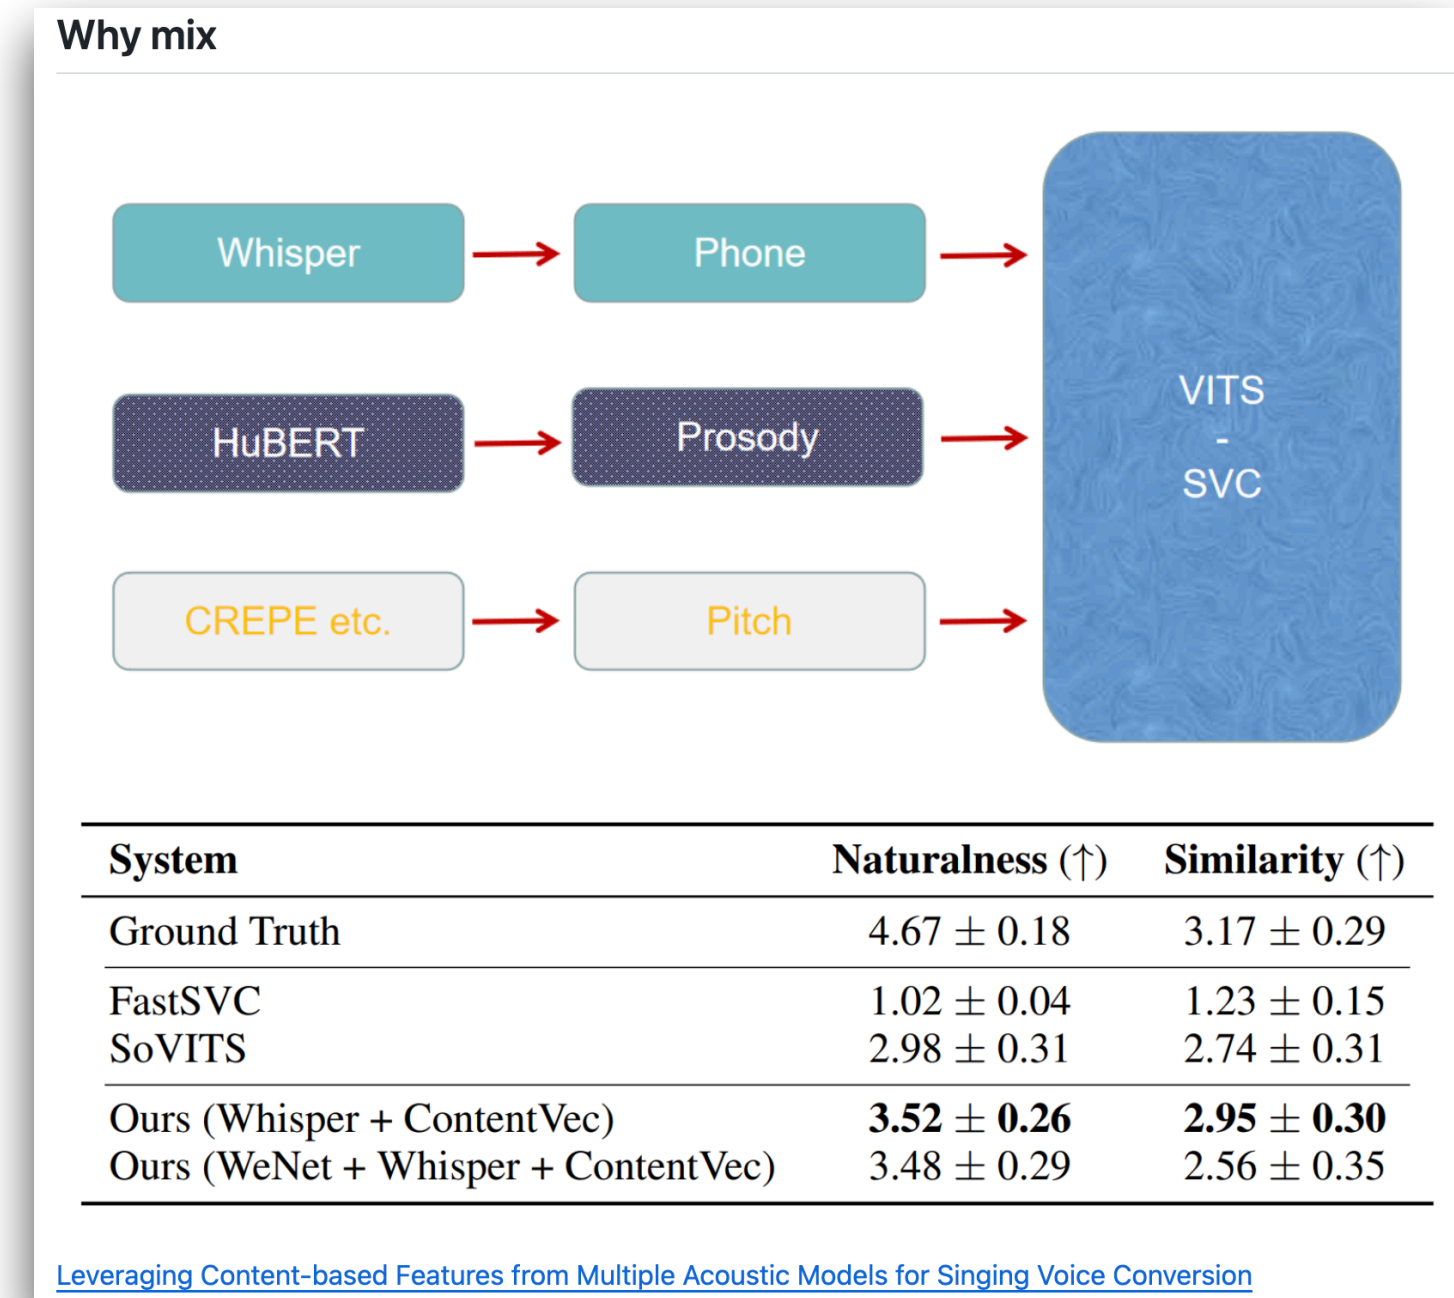 Why mix
Whisper
Phone
HuBERT
Prosody
CREPE etc.
Pitch
VITS
-
SVC
System Naturalness (↑) Similarity (↑)
Ground Truth 4.67 ± 0.18 3.17 ± 0.29
FastSVC 1.02 ± 0.04 1.23 ± 0.15
SoVITS 2.98 ± 0.31 2.74 ± 0.31
Ours (Whisper + ContentVec) 3.52 ± 0.26 2.95 ± 0.30
Ours (WeNet + Whisper + ContentVec) 3.48 ± 0.29 2.56 ± 0.35
Leveraging Content-based Features from Multiple Acoustic Models for Singing Voice Conversion